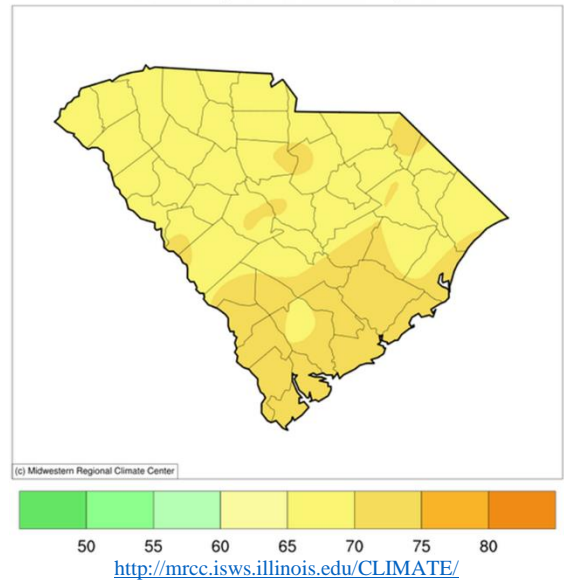 (c) Midwestern Regional Climate Center
50 55 60 65 70 75 80
http://mrcc.isws.illinois.edu/CLIMATE/